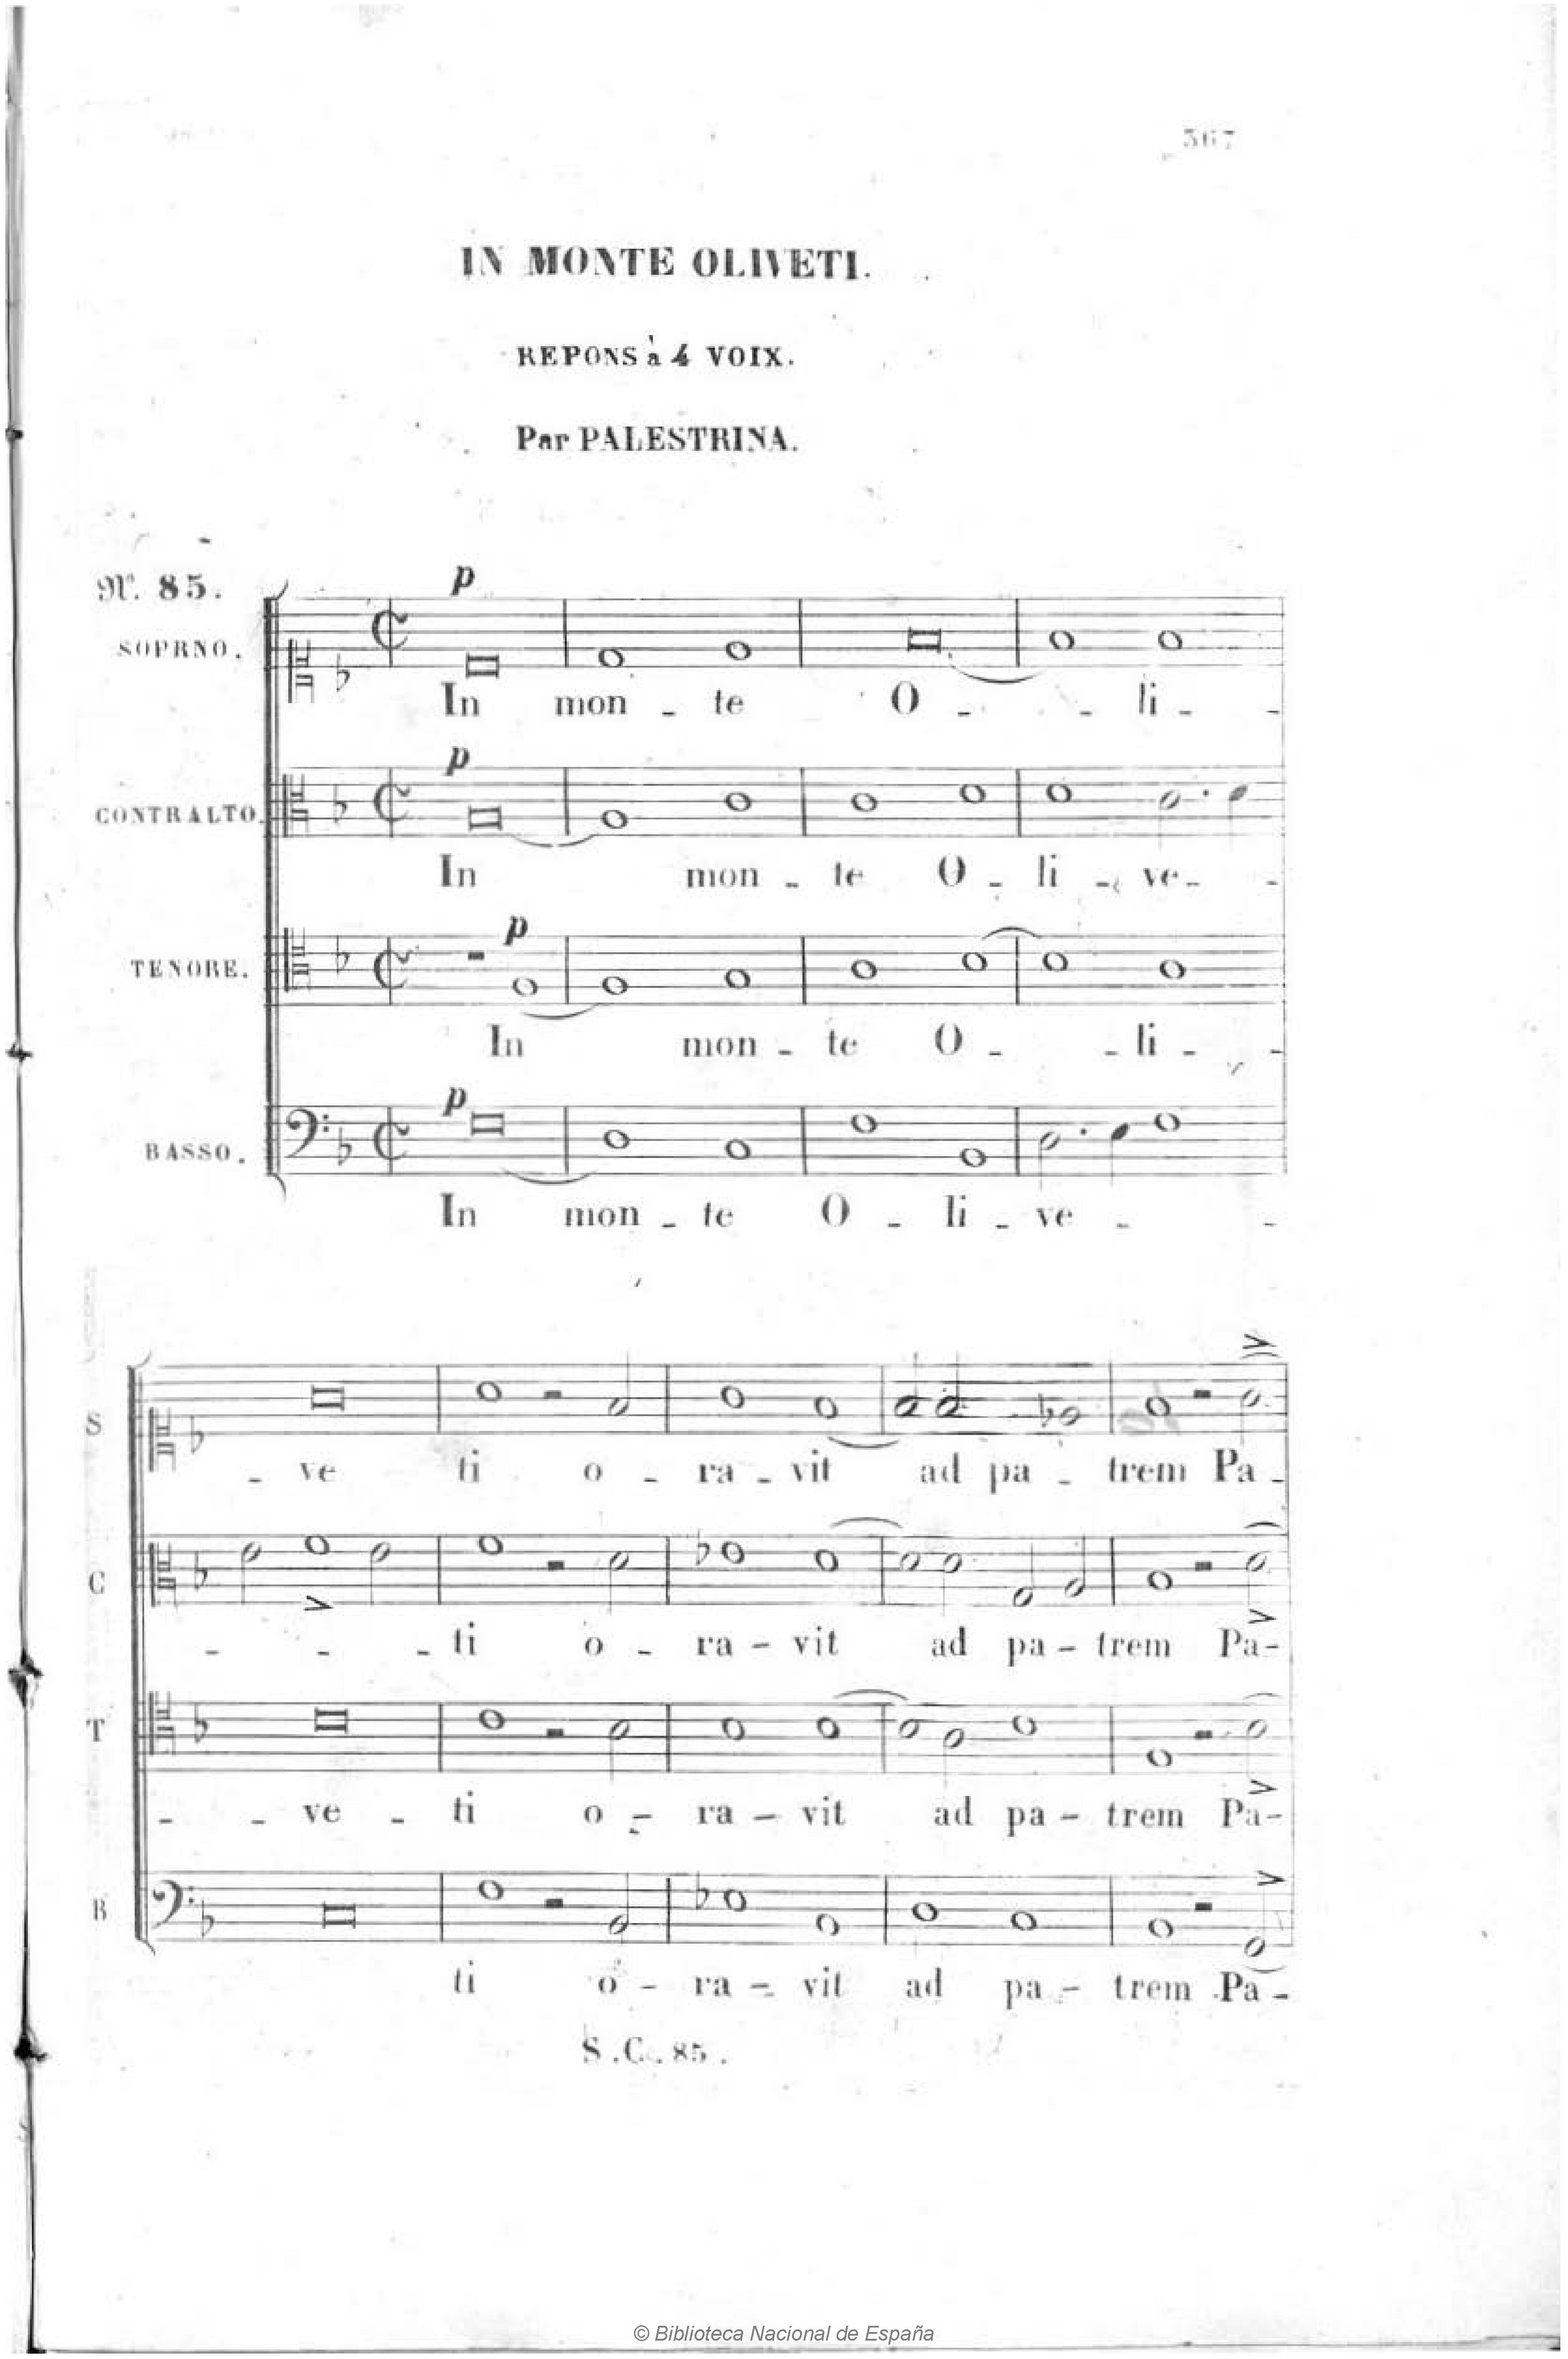 367
IN MONTE OLIVETI.
REPONS à 4 VOIX.
Par PALESTRINA.
Nº. 85.
p
SOPRNO.
In mon - te O - - li - -
p
CONTRALTO.
In mon - te O - li - ve - -
p
TENORE.
In mon - te O - - li - -
p
BASSO.
In mon - te O - li - ve - -
S
- ve ti o - ra - vit ad pa - trem Pa -
C
- - - ti o - ra - vit ad pa - trem Pa -
T
- - ve - ti o - ra - vit ad pa - trem Pa -
B
ti o - ra - vit ad pa - trem Pa -
S.C. 85.
© Biblioteca Nacional de España